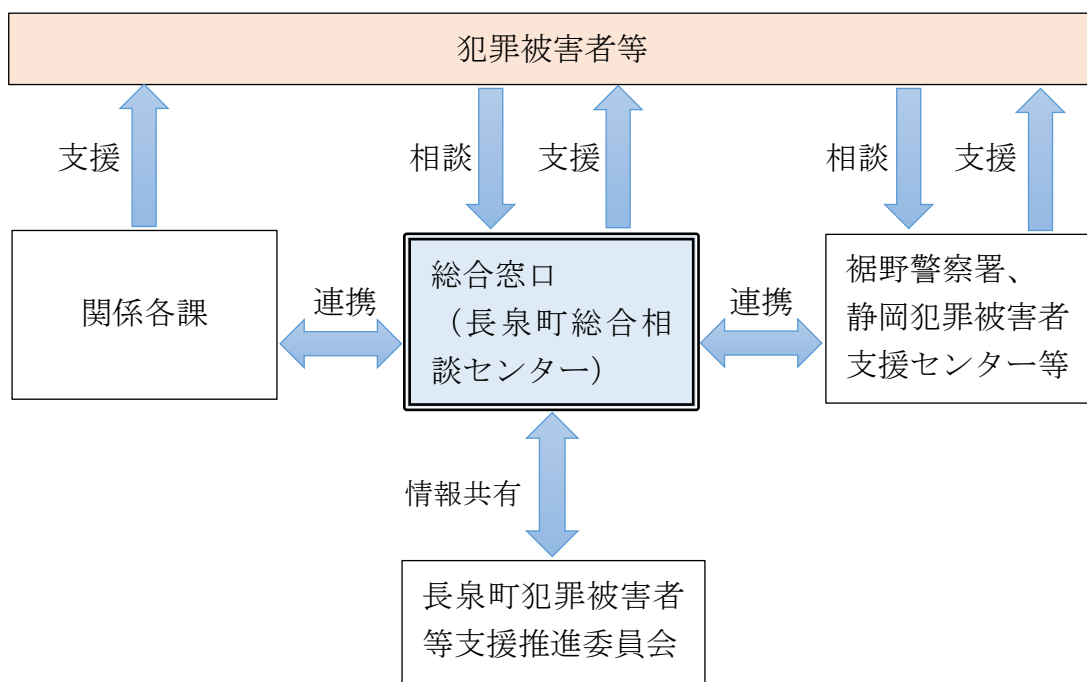 犯罪被害者等
支援
相談
支援
相談
支援
関係各課
連携
総合窓口
（長泉町総合相
談センター）
連携
裾野警察署、
静岡犯罪被害者
支援センター等
情報共有
長泉町犯罪被害者
等支援推進委員会